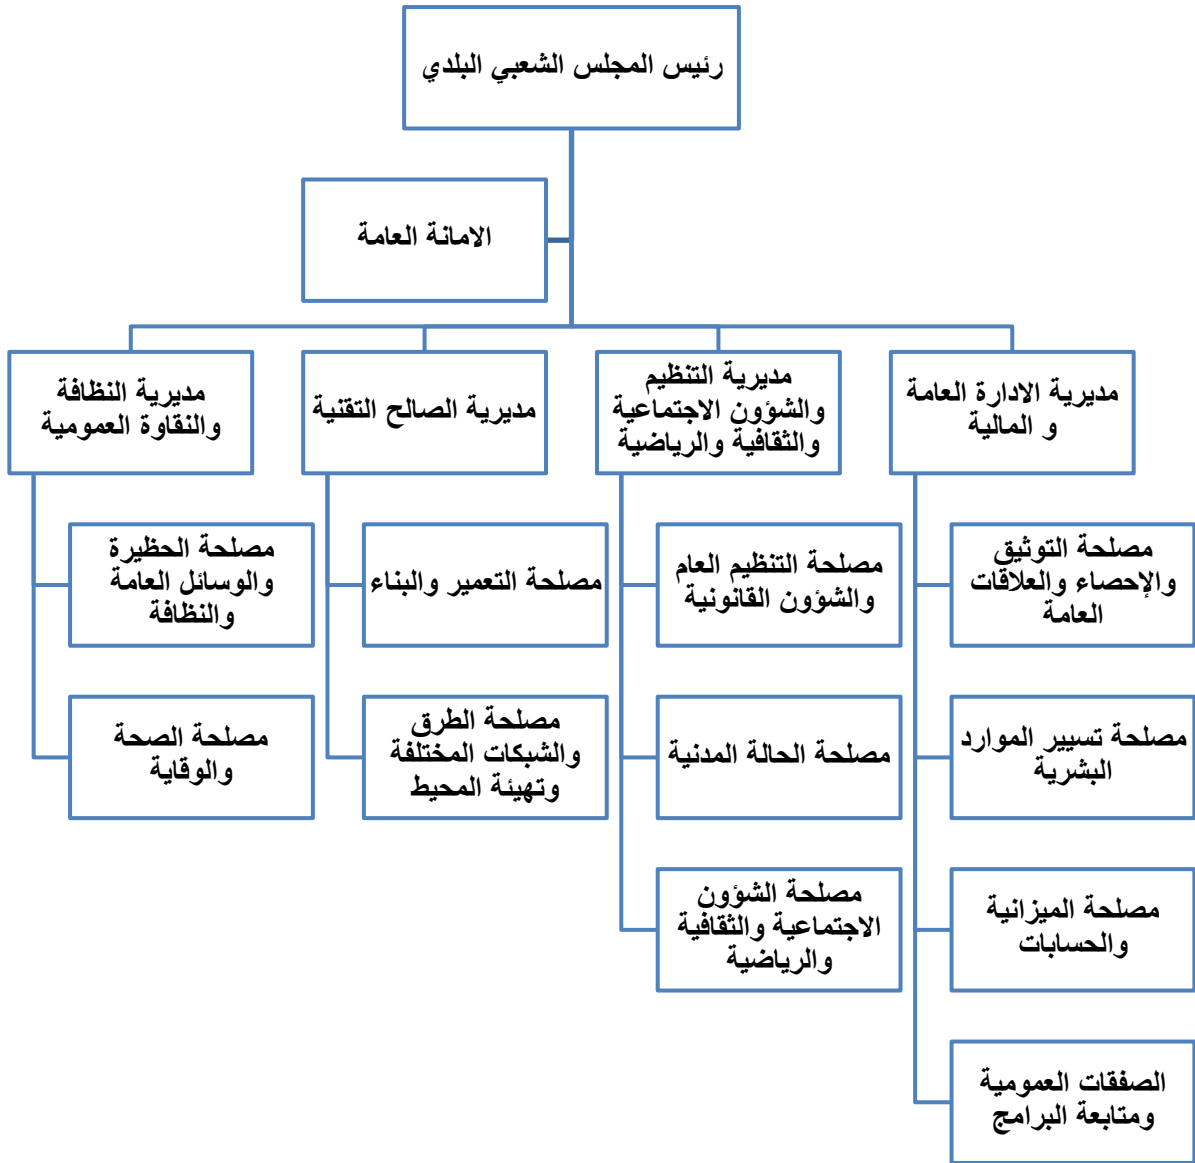 رئيس المجلس الشعبي البلدي
الامانة العامة
مديرية الادارة العامة
و المالية
مديرية التنظيم
والشؤون الاجتماعية
والثقافية والرياضية
مديرية الصالح التقنية
مديرية النظافة
والنقاوة العمومية
مصلحة التوثيق
والإحصاء والعلاقات
العامة
مصلحة التنظيم العام
والشؤون القانونية
مصلحة التعمير والبناء
مصلحة الحظيرة
والوسائل العامة
والنظافة
مصلحة تسيير الموارد
البشرية
مصلحة الحالة المدنية
مصلحة الطرق
والشبكات المختلفة
وتهيئة المحيط
مصلحة الصحة
والوقاية
مصلحة الميزانية
والحسابات
مصلحة الشؤون
الاجتماعية والثقافية
والرياضية
الصفقات العمومية
ومتابعة البرامج